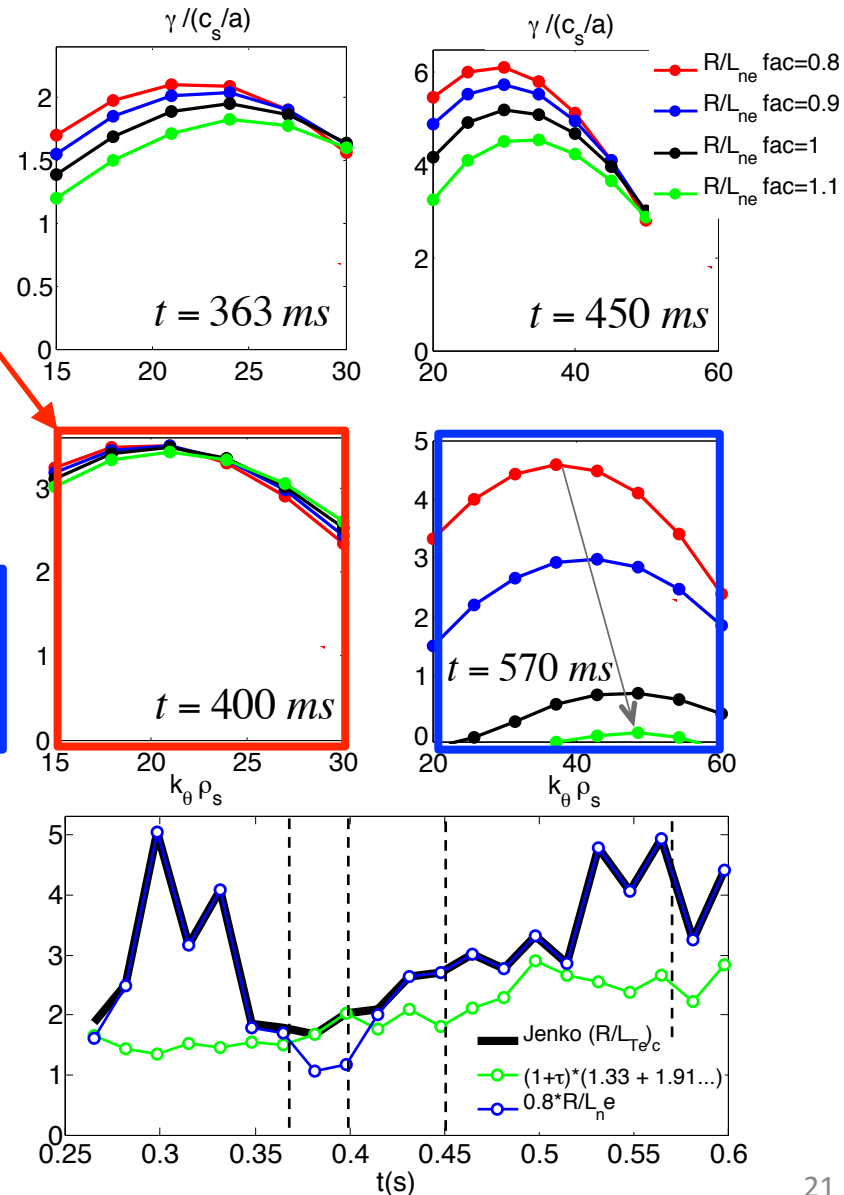 γ /(c_s/a)
2
1.5
1
0.5
0
15 20 25 30
t = 363 ms
γ /(c_s/a)
6
4
2
0
20 40 60
t = 450 ms
R/L_ne fac=0.8
R/L_ne fac=0.9
R/L_ne fac=1
R/L_ne fac=1.1
3
2
1
0
15 20 25 30
k_θ ρ_s
t = 400 ms
5
4
3
2
1
0
20 40 60
k_θ ρ_s
t = 570 ms
5
4
3
2
1
0
0.25 0.3 0.35 0.4 0.45 0.5 0.55 0.6
t(s)
Jenko (R/L_Te)_c
(1+τ)*(1.33 + 1.91...)
0.8*R/L_ne
21